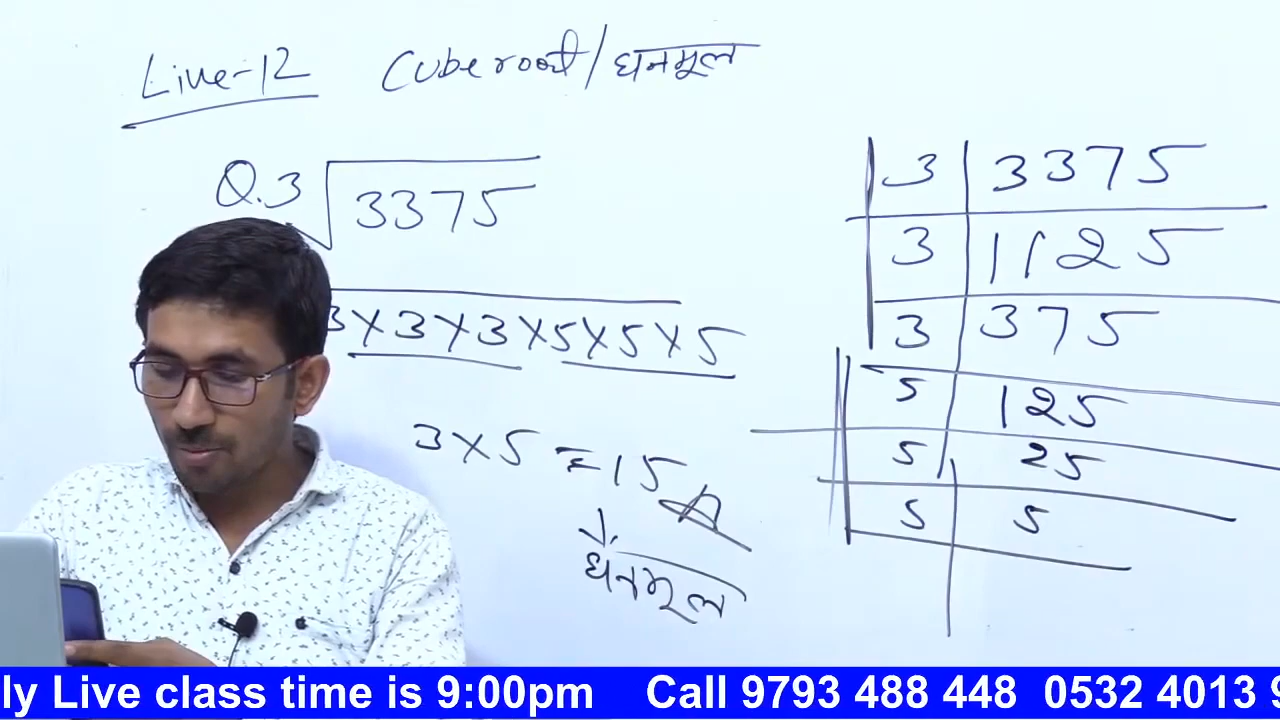 Live-12 Cuberoot/घनमूल
Q.3 √3375
3×3×3×5×5×5
3×5 = 15
घनमूल
3 | 3375
3 | 1125
3 | 375
5 | 125
5 | 25
5 | 5
ly Live class time is 9:00pm Call 9793 488 448 0532 4013 9